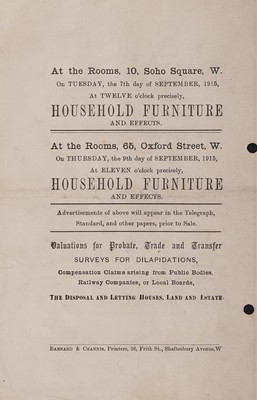 At the Rooms, 10, Soho Square, W.
On TUESDAY, the 7th day of SEPTEMBER, 1915,
At TWELVE o'clock precisely,
HOUSEHOLD FURNITURE
AND EFFECTS.
At the Rooms, 65, Oxford Street, W.
On THURSDAY, the 9th day of SEPTEMBER, 1915,
At ELEVEN o'clock precisely,
HOUSEHOLD FURNITURE
AND EFFECTS.
Advertisements of above will appear in the Telegraph,
Standard, and other papers, prior to Sale.
Valuations for Probate, Trade and Transfer
SURVEYS FOR DILAPIDATIONS,
Compensation Claims arising from Public Bodies,
Railway Companies, or Local Boards,
THE DISPOSAL AND LETTING HOUSES, LAND AND ESTATE.
BARNARD & CRANNIS, Printers, 16, Frith St., Shaftesbury Avenue, W